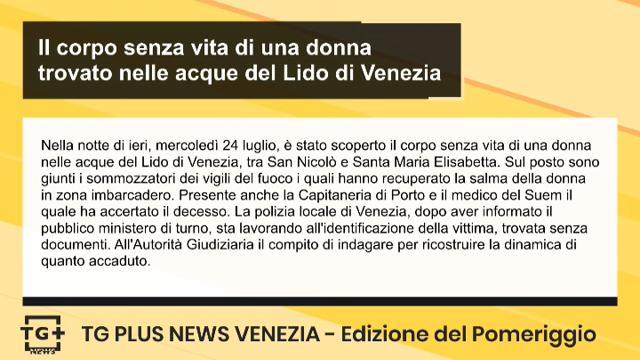 Il corpo senza vita di una donna
trovato nelle acque del Lido di Venezia
Nella notte di ieri, mercoledì 24 luglio, è stato scoperto il corpo senza vita di una donna
nelle acque del Lido di Venezia, tra San Nicolò e Santa Maria Elisabetta. Sul posto sono
giunti i sommozzatori dei vigili del fuoco i quali hanno recuperato la salma della donna
in zona imbarcadero. Presente anche la Capitaneria di Porto e il medico del Suem il
quale ha accertato il decesso. La polizia locale di Venezia, dopo aver informato il
pubblico ministero di turno, sta lavorando all'identificazione della vittima, trovata senza
documenti. All'Autorità Giudiziaria il compito di indagare per ricostruire la dinamica di
quanto accaduto.
TG+
NEWS
TG PLUS NEWS VENEZIA - Edizione del Pomeriggio